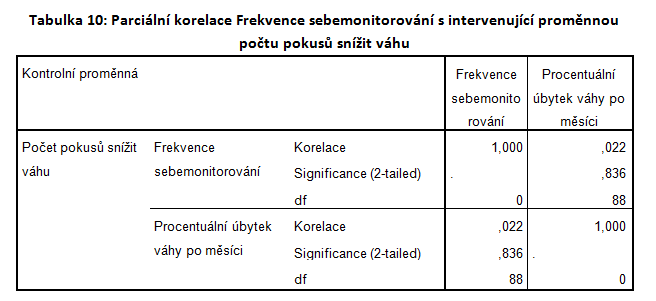 Tabulka 10: Parciální korelace Frekvence sebemonitorování s intervenující proměnnou
počtu pokusů snížit váhu
Kontrolní proměnná Frekvence sebemonito rování Procentuální úbytek váhy po měsíci
Počet pokusů snížit váhu Frekvence sebemonitorování Korelace 1,000 ,022
Significance (2-tailed) . ,836
df 0 88
Procentuální úbytek váhy po měsíci Korelace ,022 1,000
Significance (2-tailed) ,836 .
df 88 0